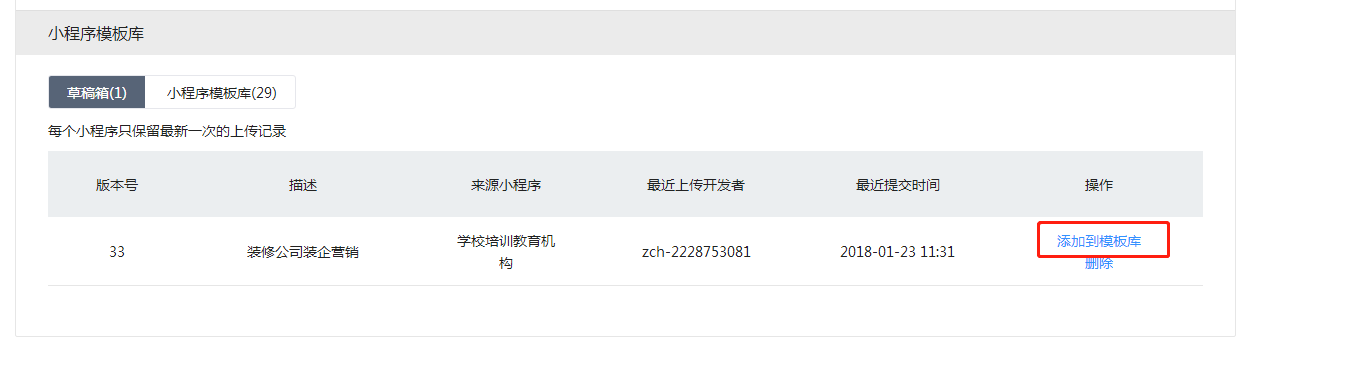 小程序模板库
草稿箱(1) 小程序模板库(29)
每个小程序只保留最新一次的上传记录
版本号 描述 来源小程序 最近上传开发者 最近提交时间 操作
33 装修公司装企营销 学校培训教育机构 zch-2228753081 2018-01-23 11:31 添加到模板库
删除